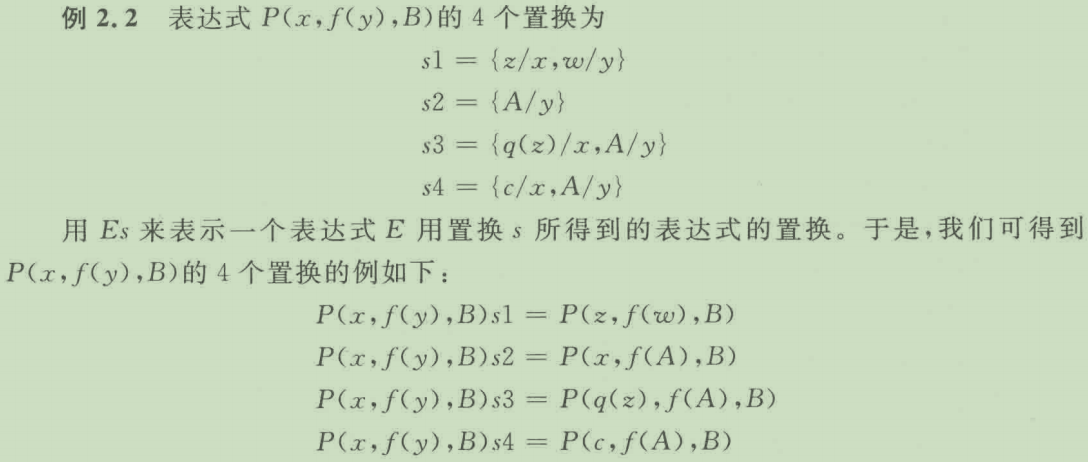 例 2.2 表达式 P(x,f(y),B)的 4 个置换为
s1 = {z/x,w/y}
s2 = {A/y}
s3 = {q(z)/x,A/y}
s4 = {c/x,A/y}
用 Es 来表示一个表达式 E 用置换 s 所得到的表达式的置换。于是,我们可得到
P(x,f(y),B)的 4 个置换的例如下:
P(x,f(y),B)s1 = P(z,f(w),B)
P(x,f(y),B)s2 = P(x,f(A),B)
P(x,f(y),B)s3 = P(q(z),f(A),B)
P(x,f(y),B)s4 = P(c,f(A),B)